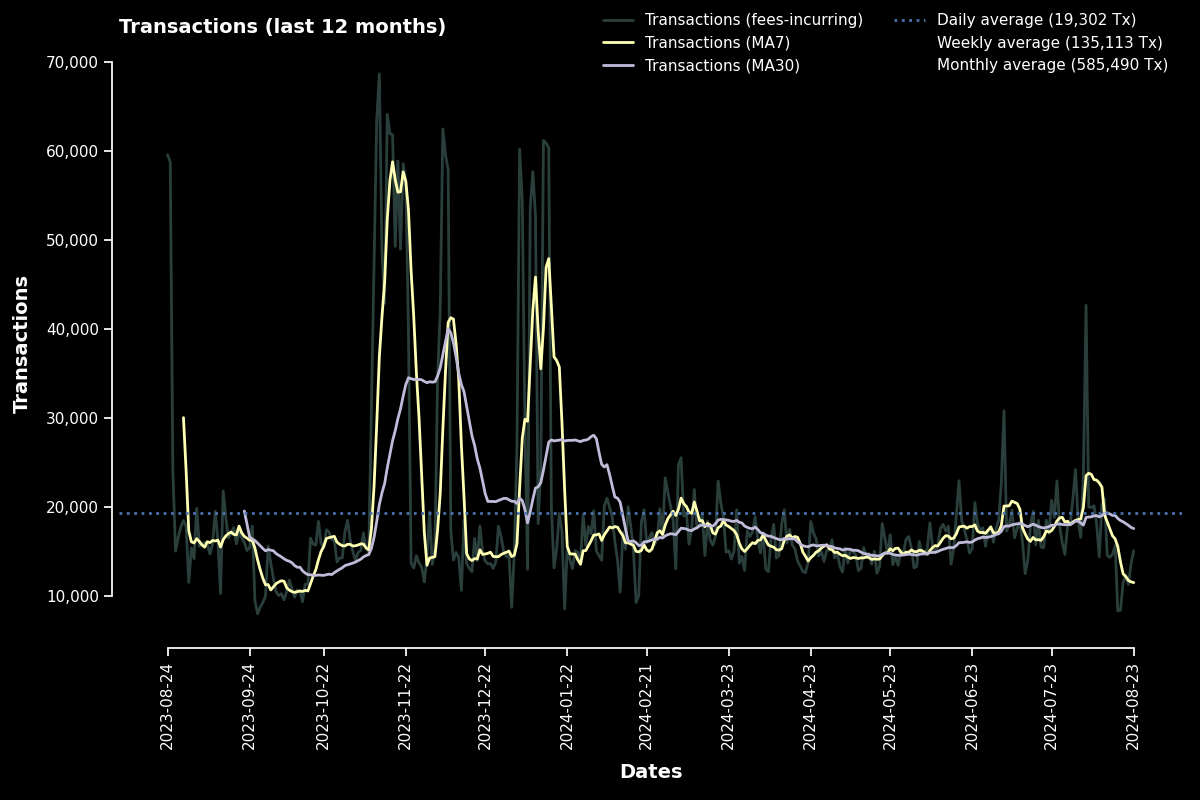 Transactions (last 12 months)
Transactions (fees-incurring)
Transactions (MA7)
Transactions (MA30)
Daily average (19,302 Tx)
Weekly average (135,113 Tx)
Monthly average (585,490 Tx)
Transactions
70,000
60,000
50,000
40,000
30,000
20,000
10,000
2023-08-24
2023-09-24
2023-10-22
2023-11-22
2023-12-22
2024-01-22
2024-02-21
2024-03-23
2024-04-23
2024-05-23
2024-06-23
2024-07-23
2024-08-23
Dates